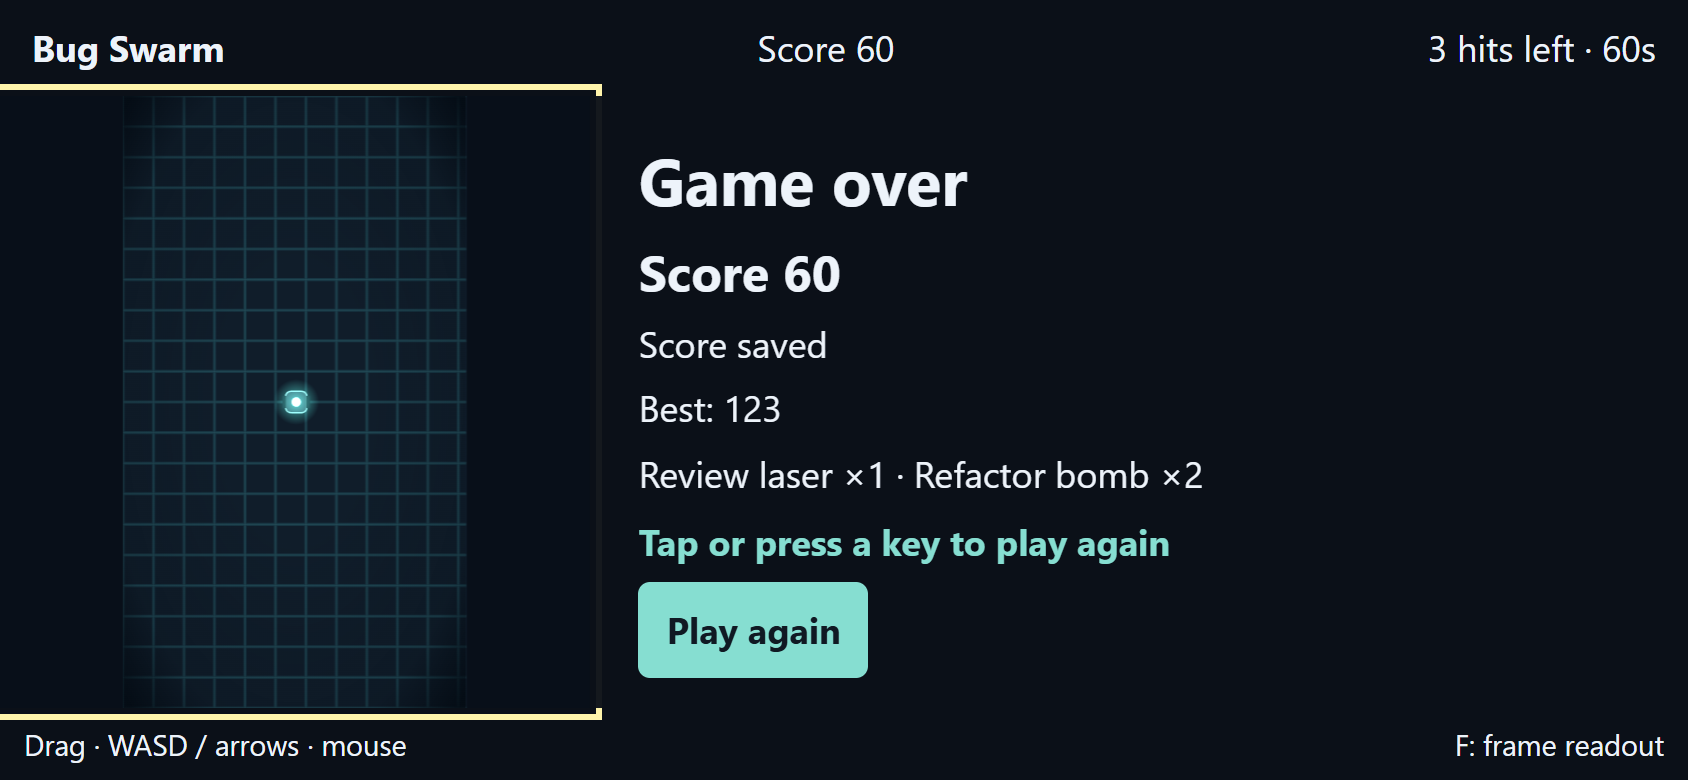 Bug Swarm
Score 60
3 hits left · 60s
Game over
Score 60
Score saved
Best: 123
Review laser ×1 · Refactor bomb ×2
Tap or press a key to play again
Play again
Drag · WASD / arrows · mouse
F: frame readout